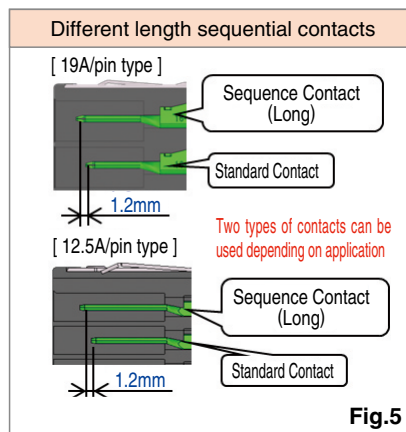 Different length sequential contacts
[ 19A/pin type ]
Sequence Contact
(Long)
Standard Contact
1.2mm
Two types of contacts can be
used depending on application
[ 12.5A/pin type ]
Sequence Contact
(Long)
Standard Contact
1.2mm
Fig.5